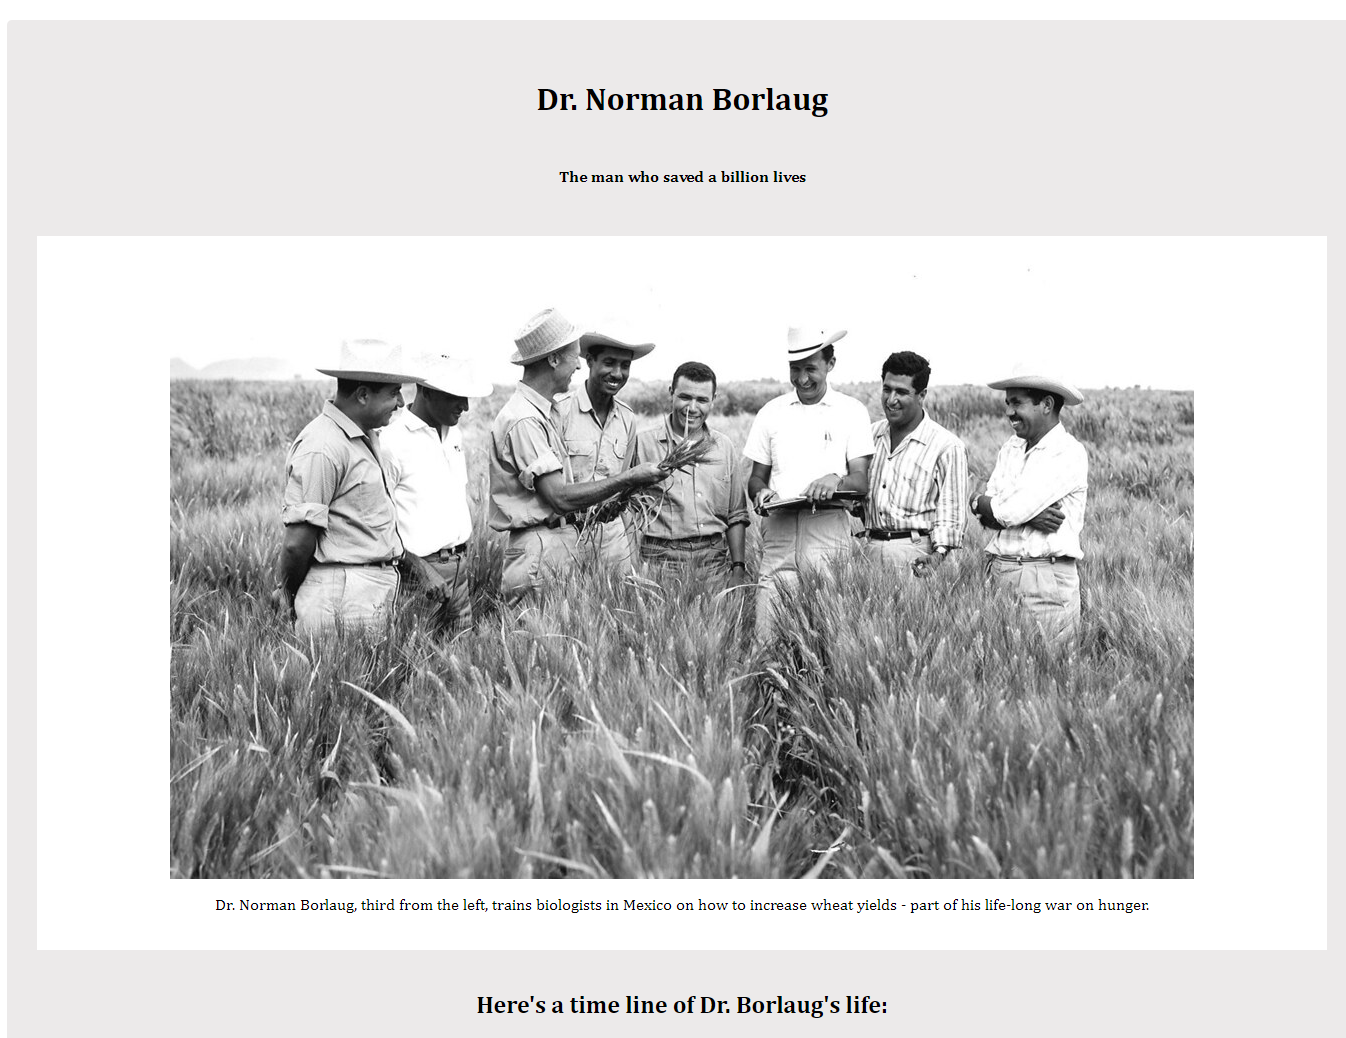 Dr. Norman Borlaug
The man who saved a billion lives
Dr. Norman Borlaug, third from the left, trains biologists in Mexico on how to increase wheat yields - part of his life-long war on hunger.
Here's a time line of Dr. Borlaug's life: